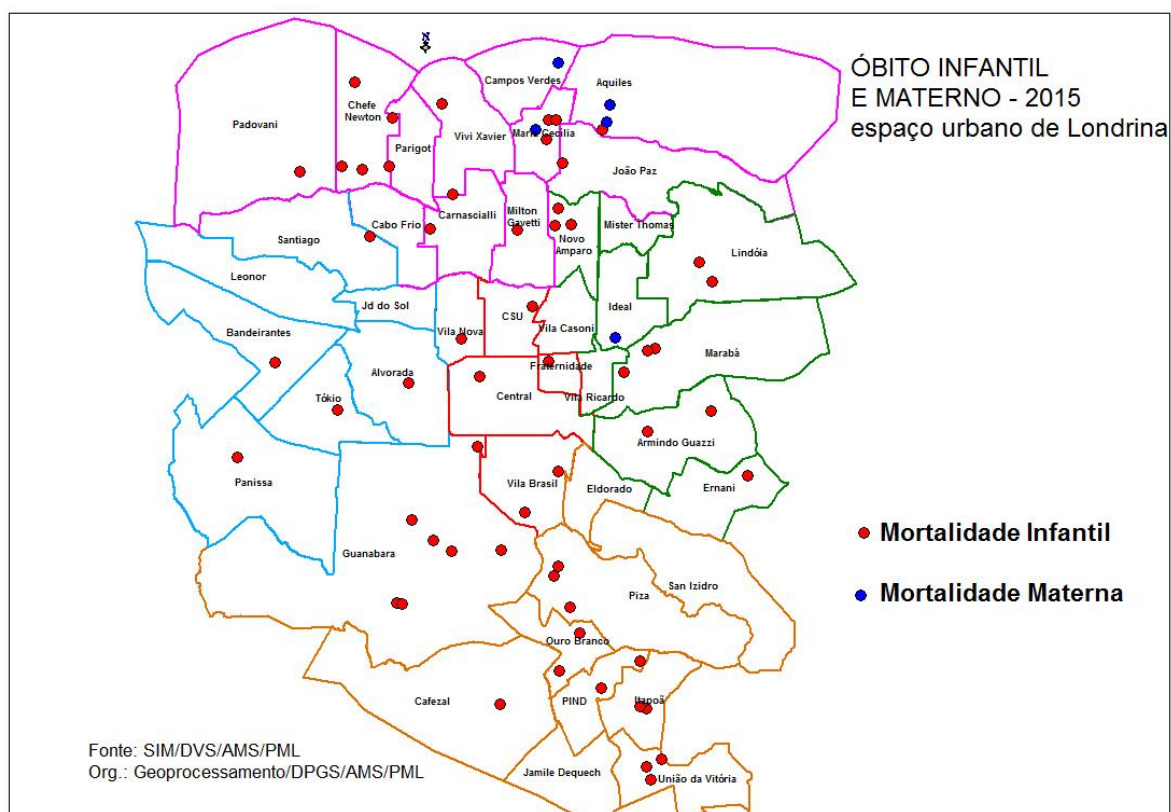 ÓBITO INFANTIL
E MATERNO - 2015
espaço urbano de Londrina
N
Campos Verdes
Aquiles
Chefe
Newton
Padovani
Parigot
Vivi Xavier
Maria Cecília
João Paz
Carnascialli
Milton
Gavetti
Cabo Frio
Mister Thomas
Novo
Amparo
Santiago
Lindóia
Leonor
Jd do Sol
Ideal
CSU
Vila Nova
Vila Casoni
Bandeirantes
Marabá
Fraternidade
Alvorada
Tókio
Central
Vila Ricardo
Armindo Guazzi
Panissa
Vila Brasil
Eldorado
Ernani
Mortalidade Infantil
Guanabara
San Izidro
Mortalidade Materna
Piza
Ouro Branco
Cafezal
PIND
Itapoã
Fonte: SIM/DVS/AMS/PML
Org.: Geoprocessamento/DPGS/AMS/PML
Jamile Dequech
União da Vitória